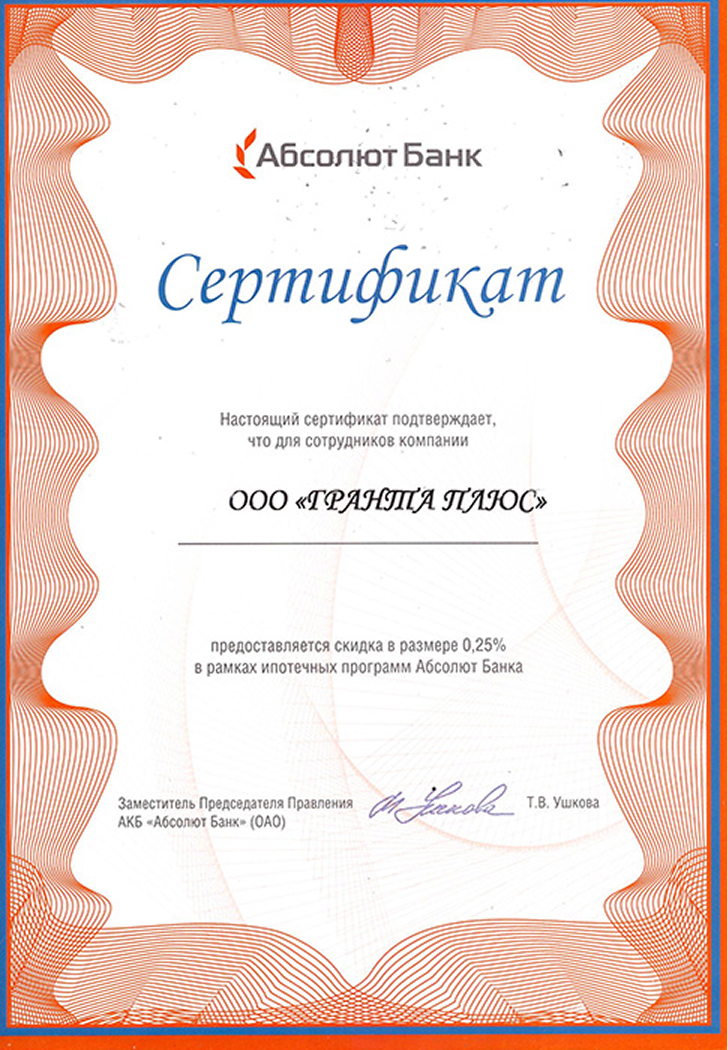 Абсолют Банк
Сертификат
Настоящий сертификат подтверждает,
что для сотрудников компании
ООО «ГРАНТА ПЛЮС»
предоставляется скидка в размере 0,25%
в рамках ипотечных программ Абсолют Банка
Заместитель Председателя Правления
АКБ «Абсолют Банк» (ОАО)
Т.В. Ушкова